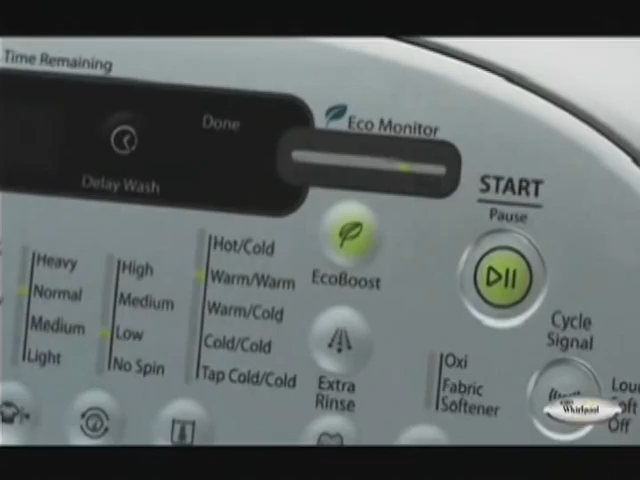 Time Remaining
Done
Delay Wash
Eco Monitor
START
Pause
EcoBoost
Heavy
Normal
Medium
Light
High
Medium
Low
No Spin
Hot/Cold
Warm/Warm
Warm/Cold
Cold/Cold
Tap Cold/Cold
Extra
Rinse
Oxi
Fabric
Softener
Cycle
Signal
Off
Whirlpool